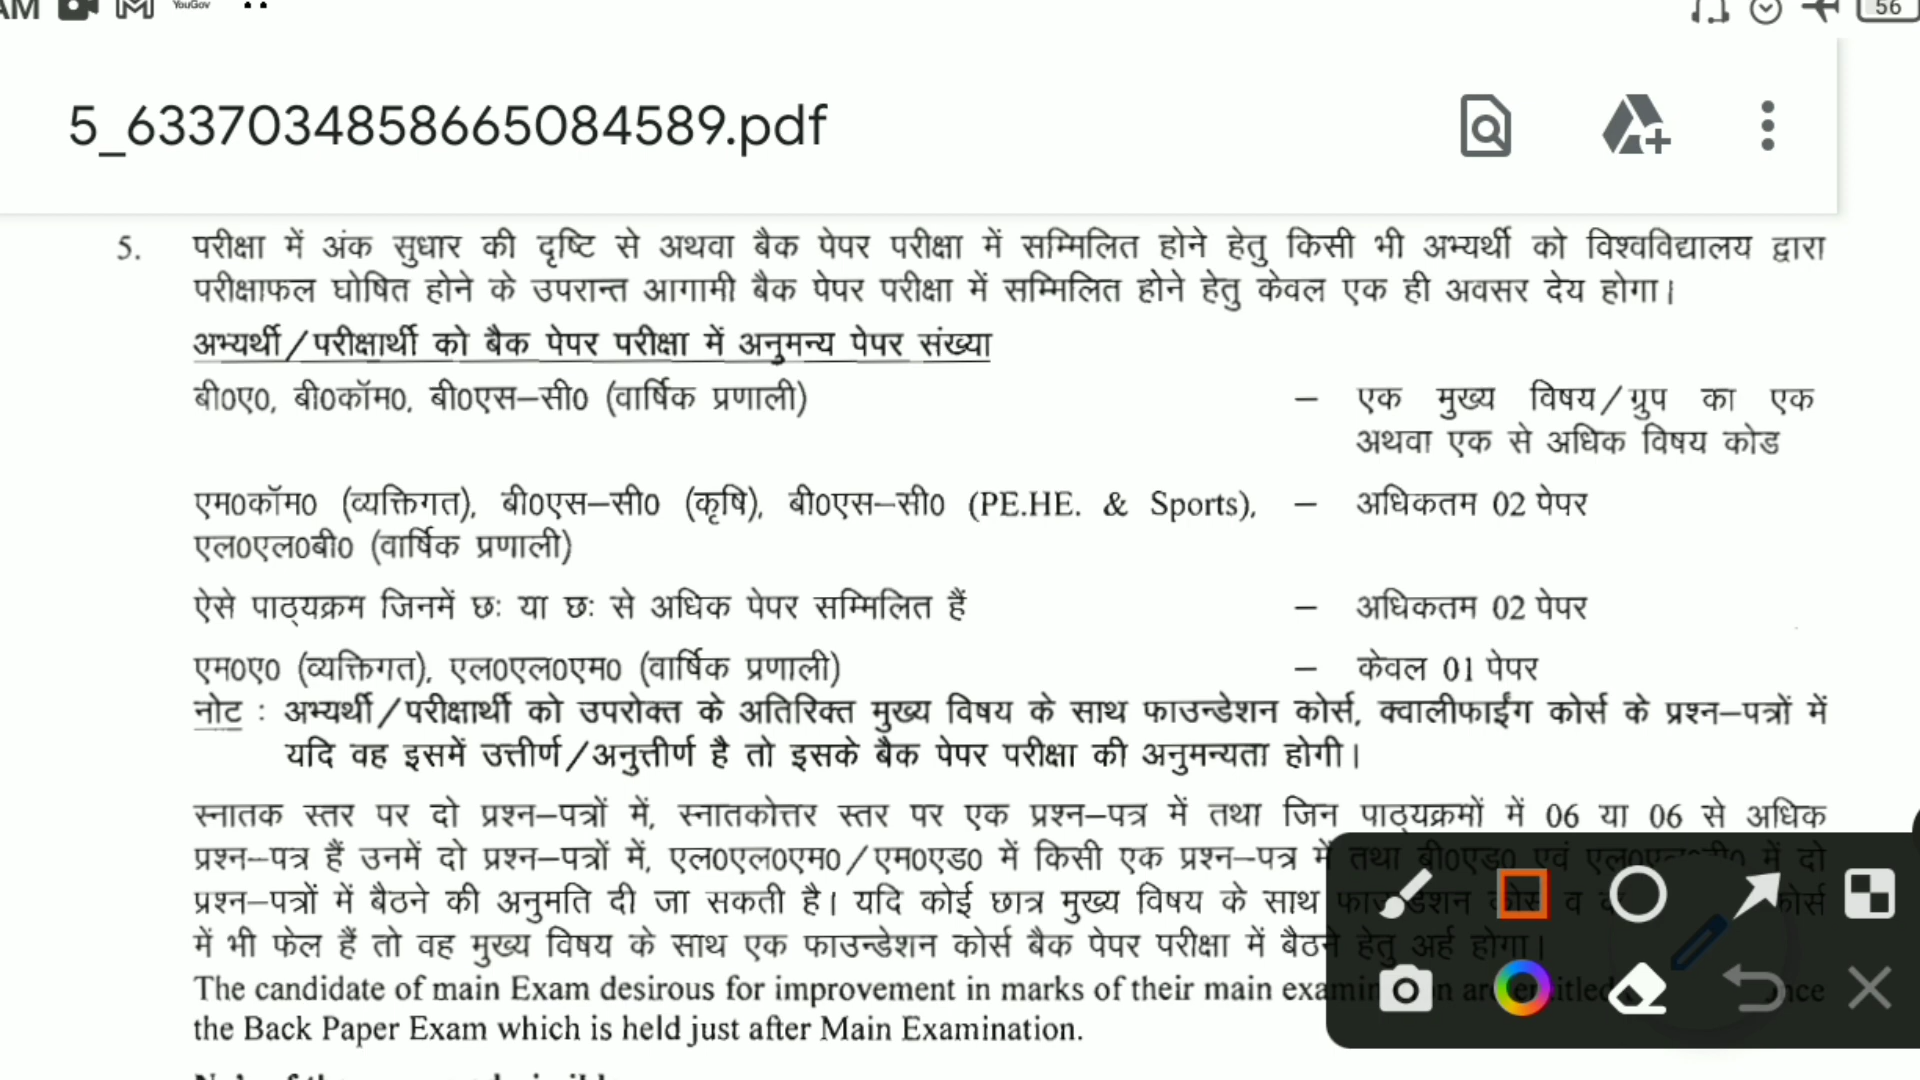 AM YouGov 56
5_6337034858665084589.pdf
5. परीक्षा में अंक सुधार की दृष्टि से अथवा बैक पेपर परीक्षा में सम्मिलित होने हेतु किसी भी अभ्यर्थी को विश्वविद्यालय द्वारा
परीक्षाफल घोषित होने के उपरान्त आगामी बैक पेपर परीक्षा में सम्मिलित होने हेतु केवल एक ही अवसर देय होगा।
अभ्यर्थी/परीक्षार्थी को बैक पेपर परीक्षा में अनुमन्य पेपर संख्या
बी0ए0, बी0कॉम0, बी0एस–सी0 (वार्षिक प्रणाली) – एक मुख्य विषय/ग्रुप का एक
अथवा एक से अधिक विषय कोड
एम0कॉम0 (व्यक्तिगत), बी0एस–सी0 (कृषि), बी0एस–सी0 (PE.HE. & Sports), – अधिकतम 02 पेपर
एल0एल0बी0 (वार्षिक प्रणाली)
ऐसे पाठ्यक्रम जिनमें छः या छः से अधिक पेपर सम्मिलित हैं – अधिकतम 02 पेपर
एम0ए0 (व्यक्तिगत), एल0एल0एम0 (वार्षिक प्रणाली) – केवल 01 पेपर
नोट : अभ्यर्थी/परीक्षार्थी को उपरोक्त के अतिरिक्त मुख्य विषय के साथ फाउन्डेशन कोर्स, क्वालीफाईंग कोर्स के प्रश्न–पत्रों में
यदि वह इसमें उत्तीर्ण/अनुत्तीर्ण है तो इसके बैक पेपर परीक्षा की अनुमन्यता होगी।
स्नातक स्तर पर दो प्रश्न–पत्रों में, स्नातकोत्तर स्तर पर एक प्रश्न–पत्र में तथा जिन पाठ्यक्रमों में 06 या 06 से अधिक
प्रश्न–पत्र हैं उनमें दो प्रश्न–पत्रों में, एल0एल0एम0/एम0एड0 में किसी एक प्रश्न–पत्र में तथा बी0एड0 एवं में दो
प्रश्न–पत्रों में बैठने की अनुमति दी जा सकती है। यदि कोई छात्र मुख्य विषय के साथ कोर्स व कोर्स
में भी फेल हैं तो वह मुख्य विषय के साथ एक फाउन्डेशन कोर्स बैक पेपर परीक्षा में बैठने हेतु अर्ह होगा।
The candidate of main Exam desirous for improvement in marks of their main
the Back Paper Exam which is held just after Main Examination.